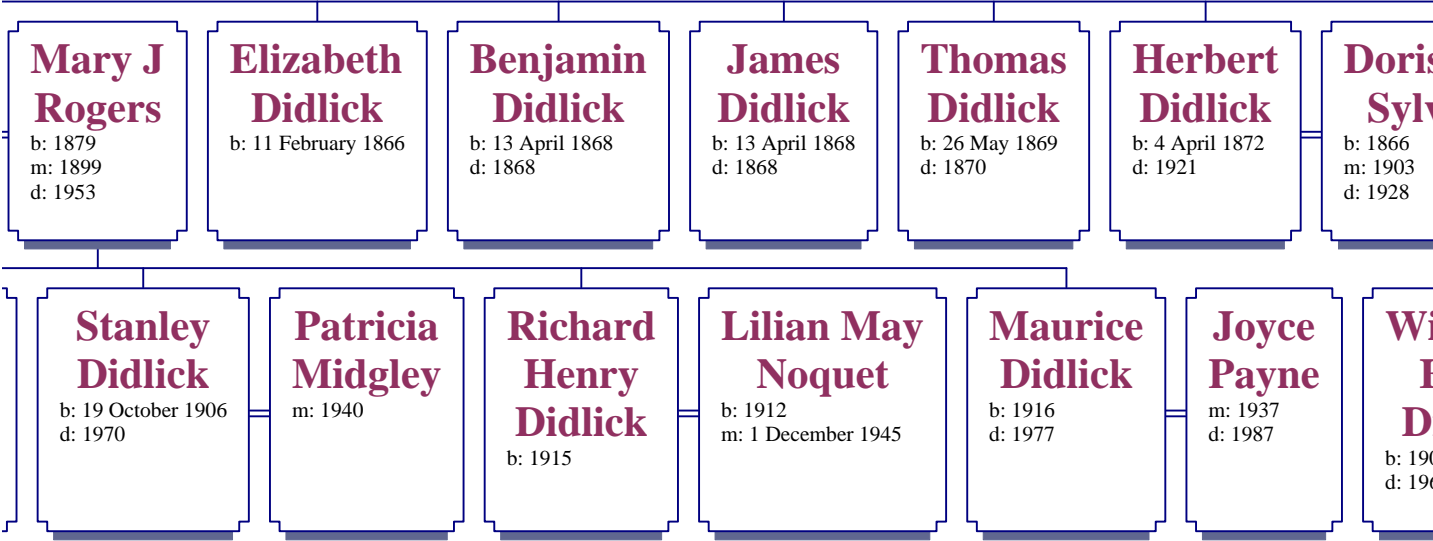 Mary J
Rogers
b: 1879
m: 1899
d: 1953
Elizabeth
Didlick
b: 11 February 1866
Benjamin
Didlick
b: 13 April 1868
d: 1868
James
Didlick
b: 13 April 1868
d: 1868
Thomas
Didlick
b: 26 May 1869
d: 1870
Herbert
Didlick
b: 4 April 1872
d: 1921
Doris
b: 1866
m: 1903
d: 1928
Stanley
Didlick
b: 19 October 1906
d: 1970
Patricia
Midgley
m: 1940
Richard
Henry
Didlick
b: 1915
Lilian May
Noquet
b: 1912
m: 1 December 1945
Maurice
Didlick
b: 1916
d: 1977
Joyce
Payne
m: 1937
d: 1987
b:
d: